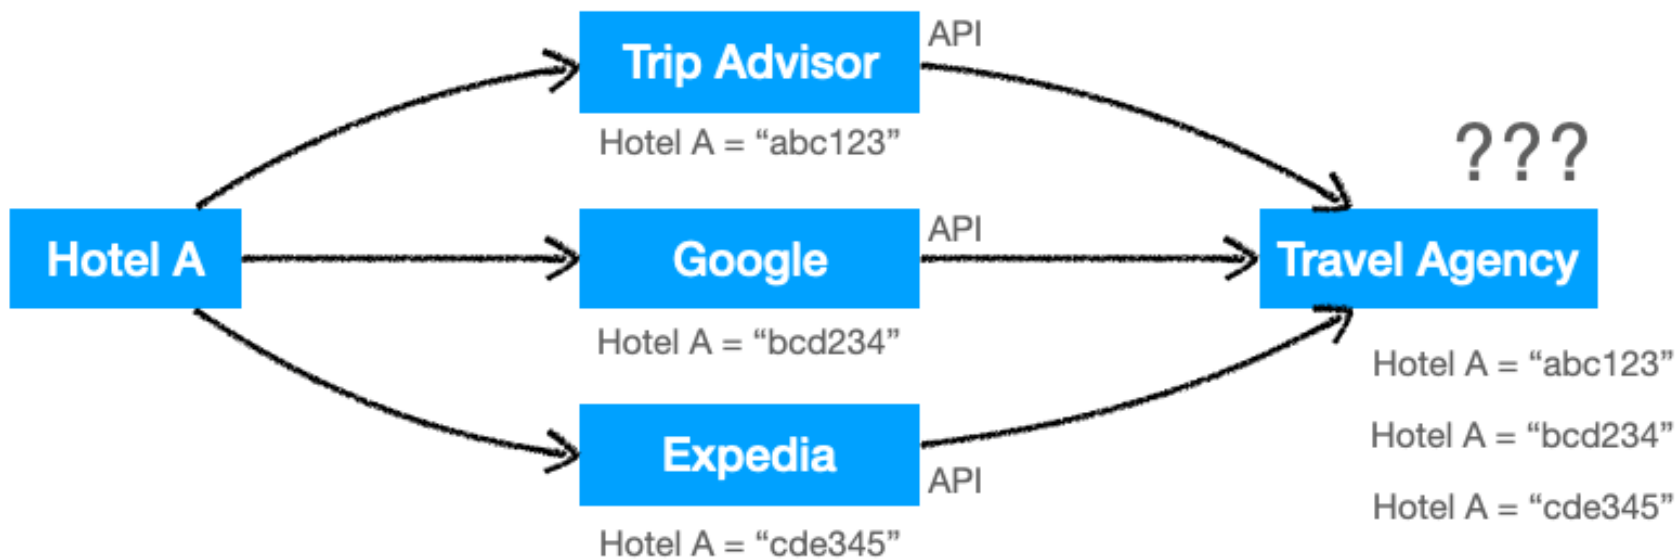 Hotel A
Trip Advisor
API
Hotel A = “abc123”
Google
API
Hotel A = “bcd234”
Expedia
API
Hotel A = “cde345”
???
Travel Agency
Hotel A = “abc123”
Hotel A = “bcd234”
Hotel A = “cde345”